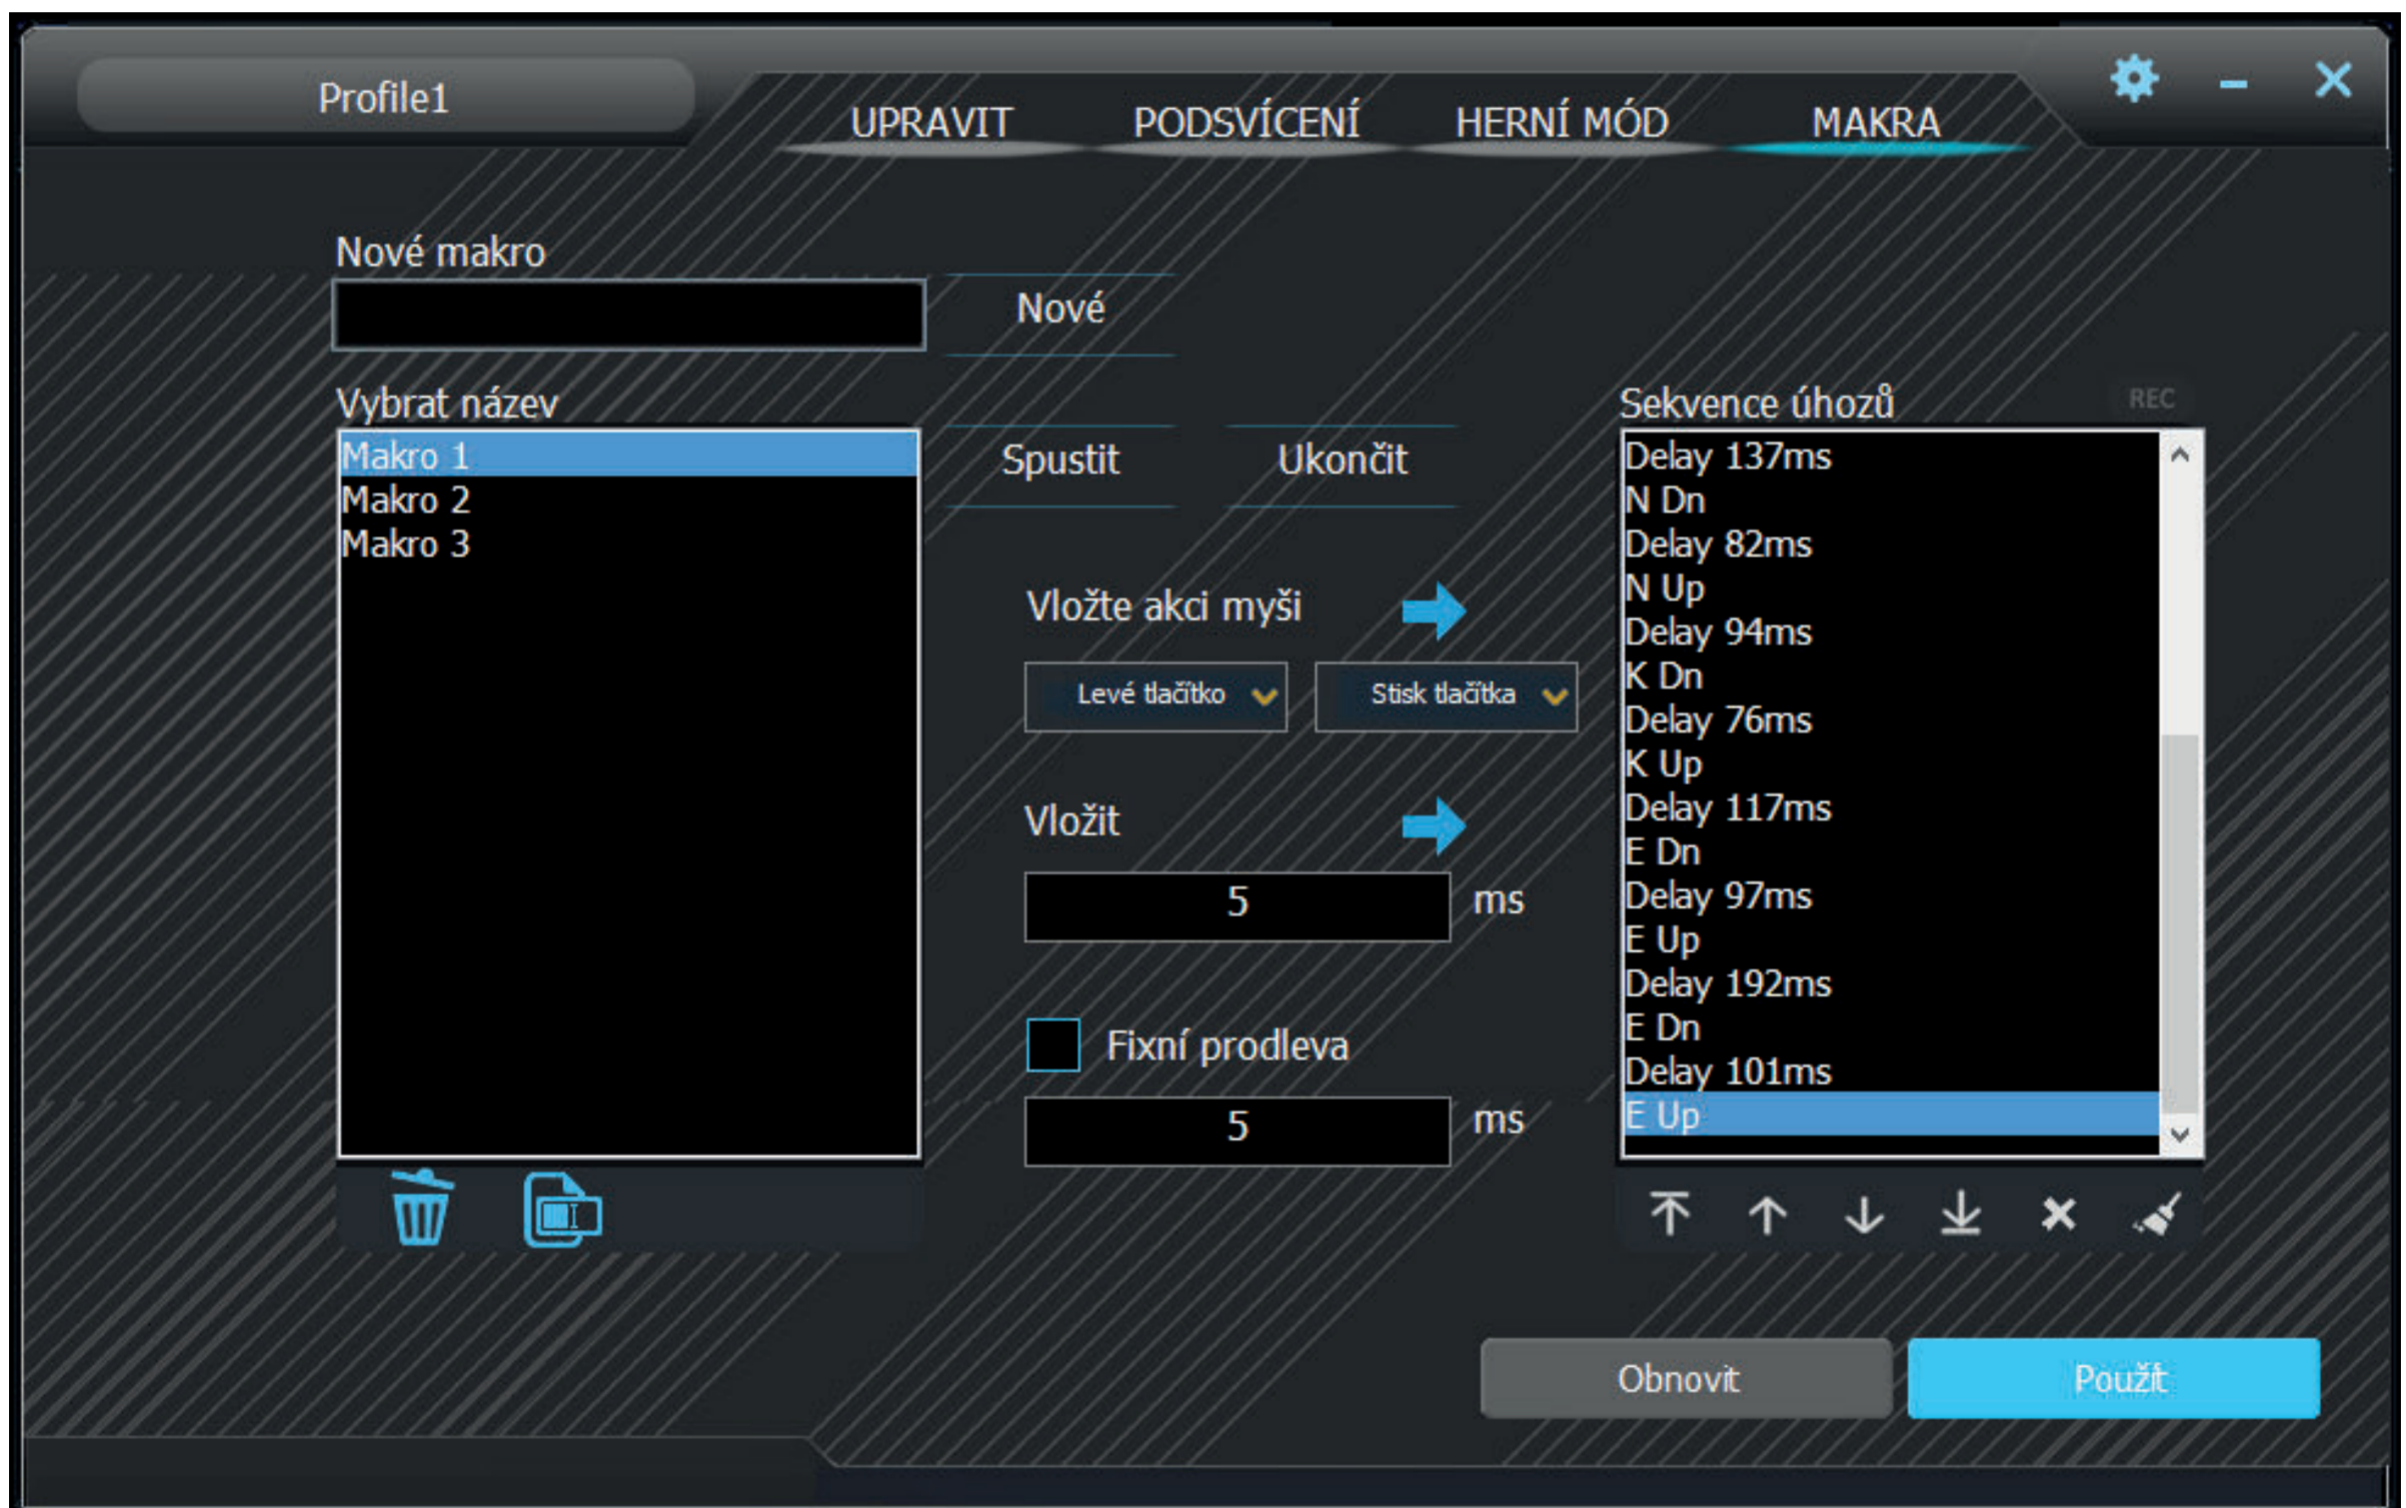 Profile1
UPRAVIT
PODSVÍCENÍ
HERNÍ MÓD
MAKRA
Nové makro
Nové
Vybrat název
Makro 1
Makro 2
Makro 3
Spustit
Ukončit
Vložte akci myši
Levé tlačítko
Stisk tlačítka
Vložit
5
ms
Fixní prodleva
5
ms
Sekvence úhozů
REC
Delay 137ms
N Dn
Delay 82ms
N Up
Delay 94ms
K Dn
Delay 76ms
K Up
Delay 117ms
E Dn
Delay 97ms
E Up
Delay 192ms
E Dn
Delay 101ms
E Up
Obnovit
Použít